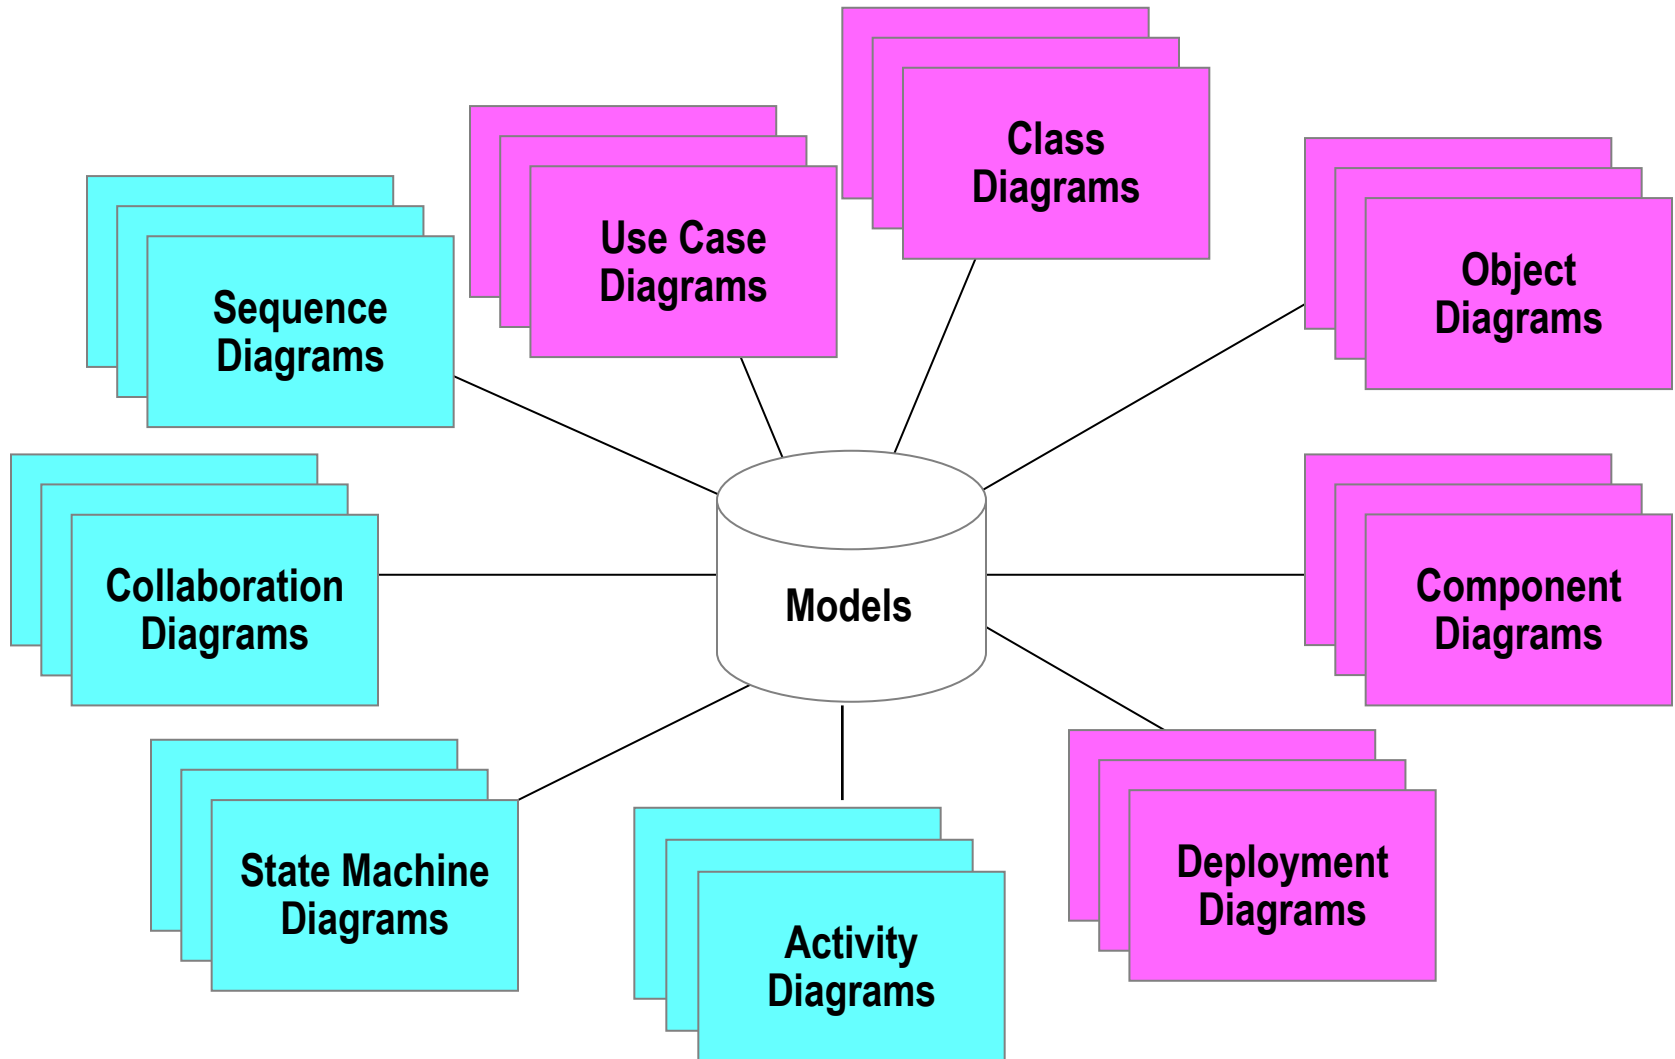 Class
Diagrams
Use Case
Diagrams
Object
Diagrams
Sequence
Diagrams
Collaboration
Diagrams
Models
Component
Diagrams
State Machine
Diagrams
Deployment
Diagrams
Activity
Diagrams